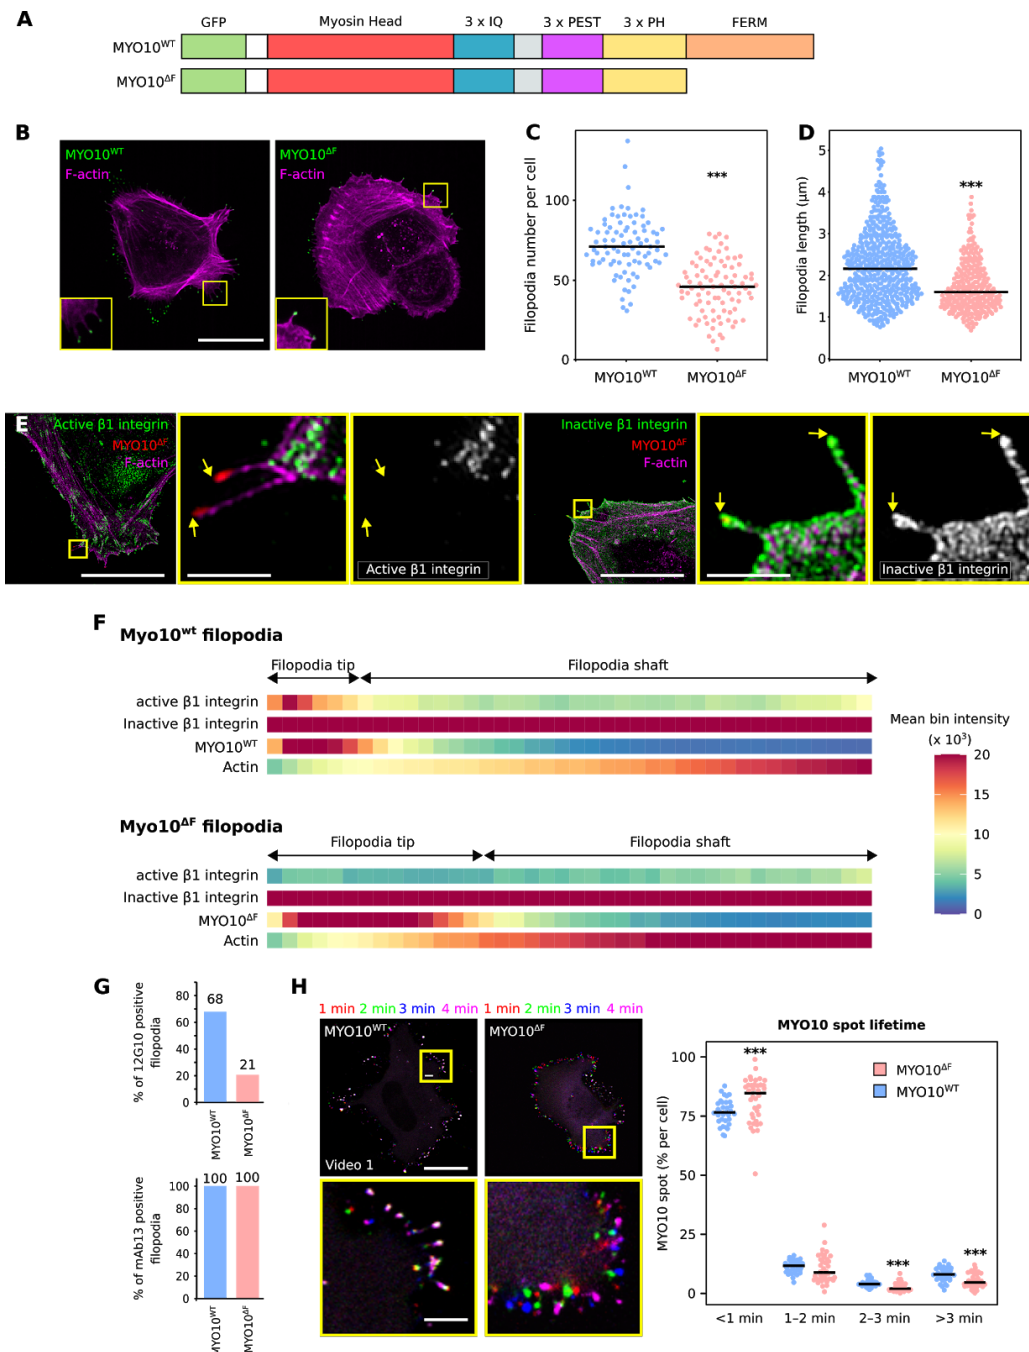 A
GFP
Myosin Head
3 x IQ
3 x PEST
3 x PH
FERM
MYO10WT
MYO10ΔF
B
MYO10WT
F-actin
MYO10ΔF
F-actin
C
Filopodia number per cell
100
50
0
***
MYO10WT
MYO10ΔF
D
Filopodia length (μm)
5
4
3
2
1
0
***
MYO10WT
MYO10ΔF
E
Active β1 integrin
MYO10ΔF
F-actin
Active β1 integrin
Inactive β1 integrin
MYO10ΔF
F-actin
Inactive β1 integrin
F
Myo10wt filopodia
Filopodia tip
Filopodia shaft
active β1 integrin
Inactive β1 integrin
MYO10WT
Actin
Myo10ΔF filopodia
Filopodia tip
Filopodia shaft
active β1 integrin
Inactive β1 integrin
MYO10ΔF
Actin
Mean bin intensity
(x 10³)
20
15
10
5
0
G
% of 12G10 positive
filopodia
80
60
40
20
0
68
21
MYO10WT
MYO10ΔF
% of mAb13 positive
filopodia
100
80
60
40
20
0
100
100
MYO10WT
MYO10ΔF
H
1 min 2 min 3 min 4 min
1 min 2 min 3 min 4 min
MYO10WT
Video 1
MYO10ΔF
MYO10 spot lifetime
MYO10 spot (% per cell)
100
75
50
25
0
***
***
***
MYO10ΔF
MYO10WT
<1 min
1–2 min
2–3 min
>3 min